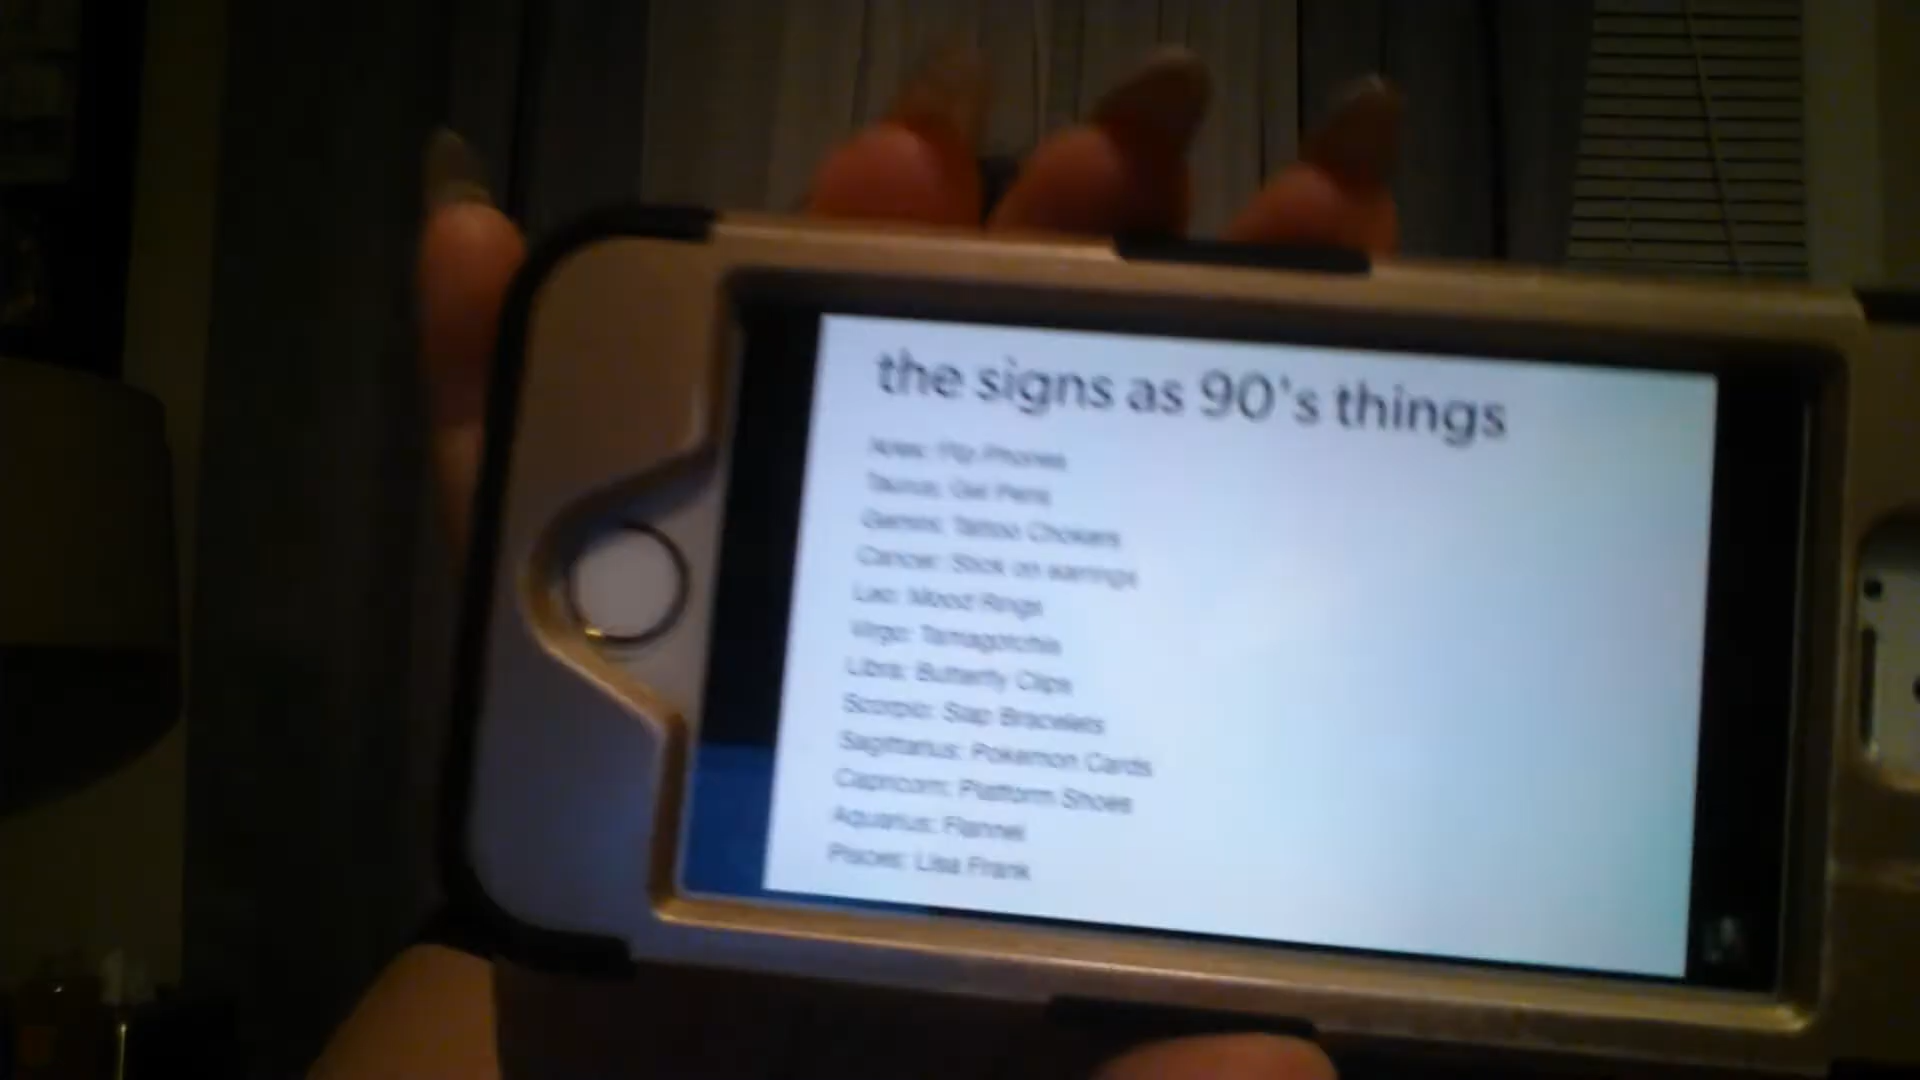 the signs as 90's things
Aries: Flip Phones
Taurus: Gel Pens
Gemini: Tattoo Chokers
Cancer: Stick on earrings
Leo: Mood Rings
Virgo: Tamagotchis
Libra: Butterfly Clips
Scorpio: Slap Bracelets
Sagittarius: Pokemon Cards
Capricorn: Platform Shoes
Aquarius: Flannel
Pisces: Lisa Frank